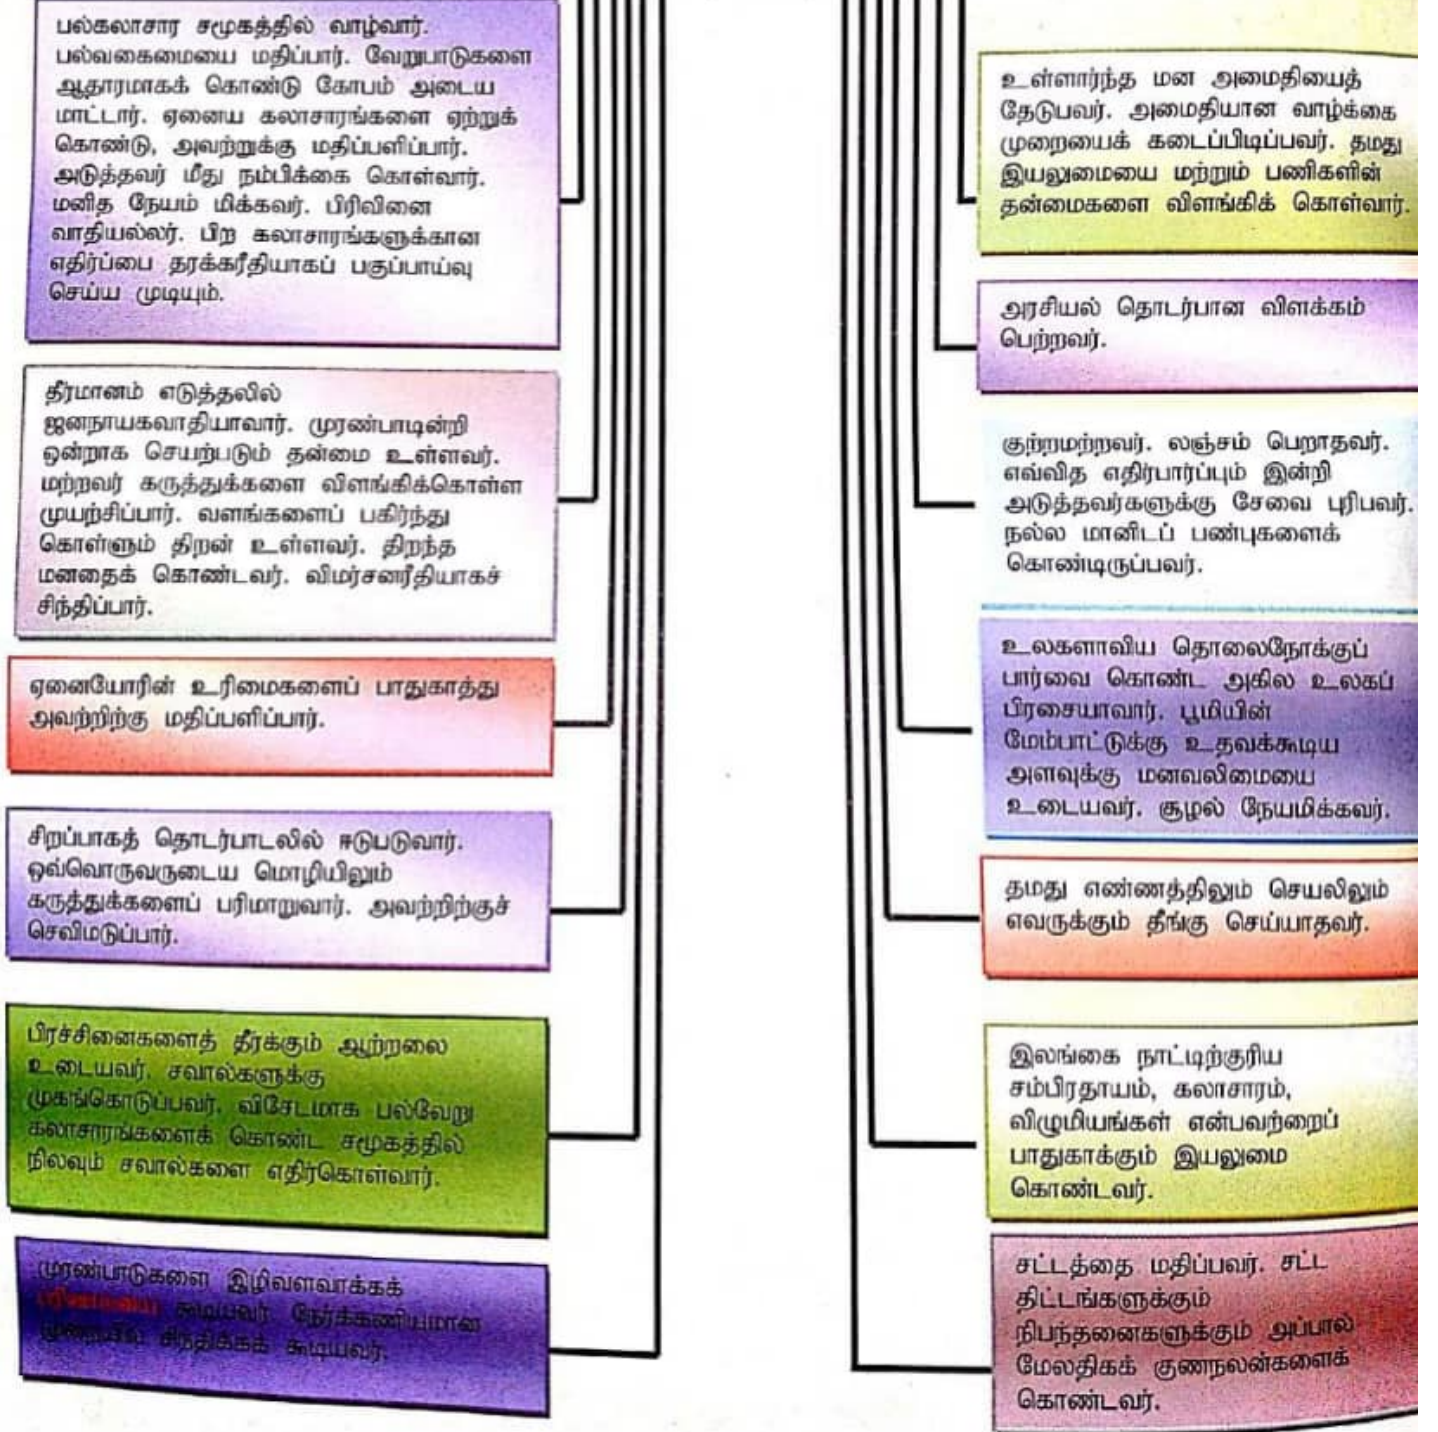 பல்கலாசார சமூகத்தில் வாழ்வார்.
பல்வகைமையை மதிப்பார். வேறுபாடுகளை
ஆதாரமாகக் கொண்டு கோபம் அடைய
மாட்டார். ஏனைய கலாசாரங்களை ஏற்றுக்
கொண்டு, அவற்றுக்கு மதிப்பளிப்பார்.
அடுத்தவர் மீது நம்பிக்கை கொள்வார்.
மனித நேயம் மிக்கவர். பிரிவினை
வாதியல்லர். பிற கலாசாரங்களுக்கான
எதிர்ப்பை தரக்கரீதியாகப் பகுப்பாய்வு
செய்ய முடியும்.
தீர்மானம் எடுத்தலில்
ஜனநாயகவாதியாவார். முரண்பாடின்றி
ஒன்றாக செயற்படும் தன்மை உள்ளவர்.
மற்றவர் கருத்துக்களை விளங்கிக்கொள்ள
முயற்சிப்பார். வளங்களைப் பகிர்ந்து
கொள்ளும் திறன் உள்ளவர். திறந்த
மனதைக் கொண்டவர். விமர்சனரீதியாகச்
சிந்திப்பார்.
ஏனையோரின் உரிமைகளைப் பாதுகாத்து
அவற்றிற்கு மதிப்பளிப்பார்.
சிறப்பாகத் தொடர்பாடலில் ஈடுபடுவார்.
ஒவ்வொருவருடைய மொழியிலும்
கருத்துக்களைப் பரிமாறுவார். அவற்றிற்குச்
செவிமடுப்பார்.
பிரச்சினைகளைத் தீர்க்கும் ஆற்றலை
உடையவர். சவால்களுக்கு
முகங்கொடுப்பவர். விசேடமாக பல்வேறு
கலாசாரங்களைக் கொண்ட சமூகத்தில்
நிலவும் சவால்களை எதிர்கொள்வார்.
முரண்பாடுகளை இழிவளவாக்கக்
கூடியவர். நேர்க்கணியமான
முறையில் சிந்திக்கக் கூடியவர்.
உள்ளார்ந்த மன அமைதியைத்
தேடுபவர். அமைதியான வாழ்க்கை
முறையைக் கடைப்பிடிப்பவர். தமது
இயலுமையை மற்றும் பணிகளின்
தன்மைகளை விளங்கிக் கொள்வார்.
அரசியல் தொடர்பான விளக்கம்
பெற்றவர்.
குற்றமற்றவர். லஞ்சம் பெறாதவர்.
எவ்வித எதிர்பார்ப்பும் இன்றி
அடுத்தவர்களுக்கு சேவை புரிபவர்.
நல்ல மானிடப் பண்புகளைக்
கொண்டிருப்பவர்.
உலகளாவிய தொலைநோக்குப்
பார்வை கொண்ட அகில உலகப்
பிரசையாவார். பூமியின்
மேம்பாட்டுக்கு உதவக்கூடிய
அளவுக்கு மனவலிமையை
உடையவர். சூழல் நேயமிக்கவர்.
தமது எண்ணத்திலும் செயலிலும்
எவருக்கும் தீங்கு செய்யாதவர்.
இலங்கை நாட்டிற்குரிய
சம்பிரதாயம், கலாசாரம்,
விழுமியங்கள் என்பவற்றைப்
பாதுகாக்கும் இயலுமை
கொண்டவர்.
சட்டத்தை மதிப்பவர். சட்ட
திட்டங்களுக்கும்
நிபந்தனைகளுக்கும் அப்பால்
மேலதிகக் குணநலன்களைக்
கொண்டவர்.